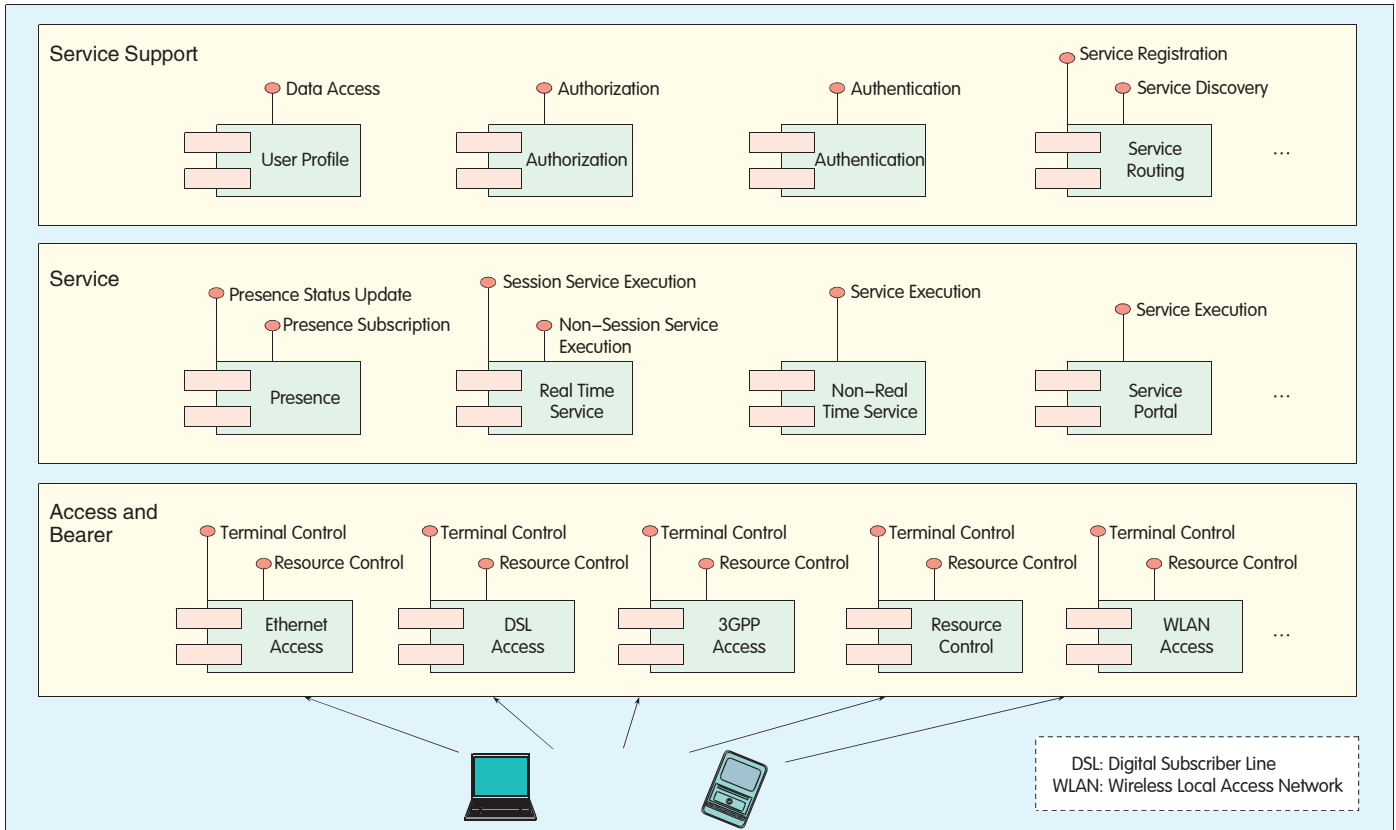 Service Support
Service Registration
Data Access
Authorization
Authentication
Service Discovery
User Profile
Authorization
Authentication
Service
Routing
...
Service
Presence Status Update
Session Service Execution
Service Execution
Presence Subscription
Non–Session Service
Execution
Service Execution
Presence
Real Time
Service
Non–Real
Time Service
Service
Portal
...
Access and
Bearer
Terminal Control
Terminal Control
Terminal Control
Terminal Control
Terminal Control
Resource Control
Resource Control
Resource Control
Resource Control
Resource Control
Ethernet
Access
DSL
Access
3GPP
Access
Resource
Control
WLAN
Access
...
DSL: Digital Subscriber Line
WLAN: Wireless Local Access Network